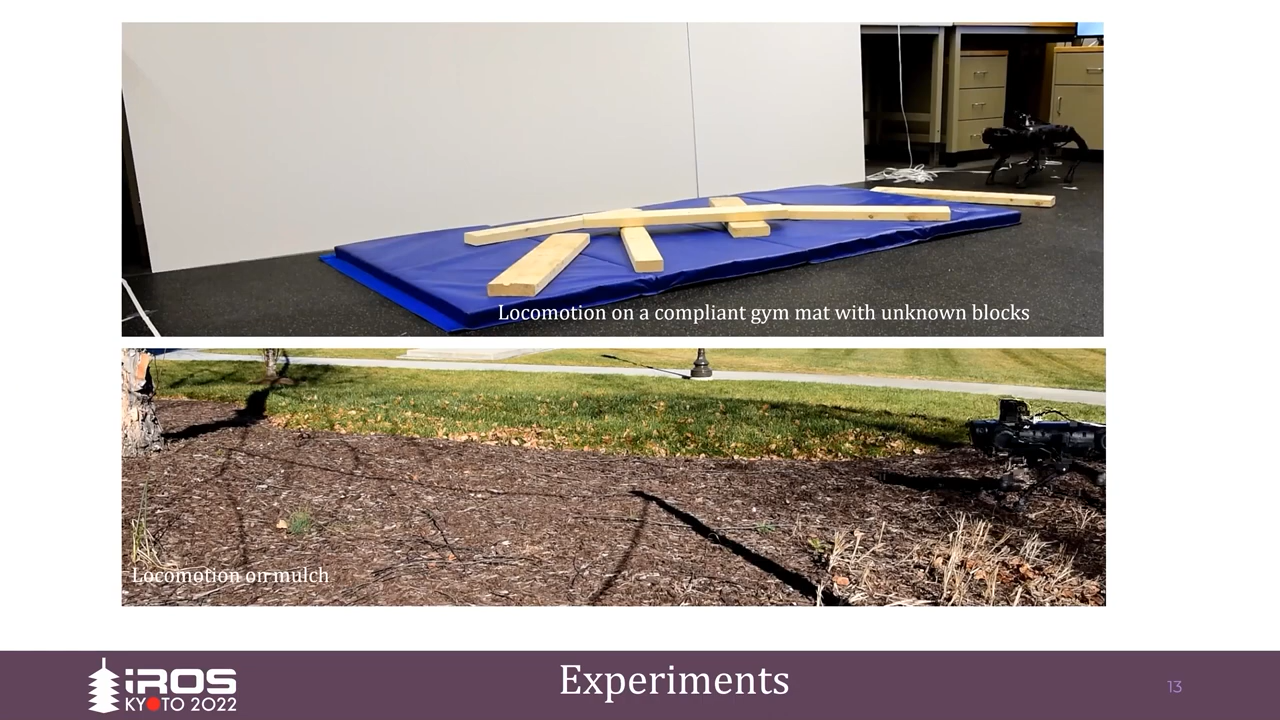 Locomotion on a compliant gym mat with unknown blocks
Locomotion on mulch
iROS
KYOTO 2022
Experiments
13